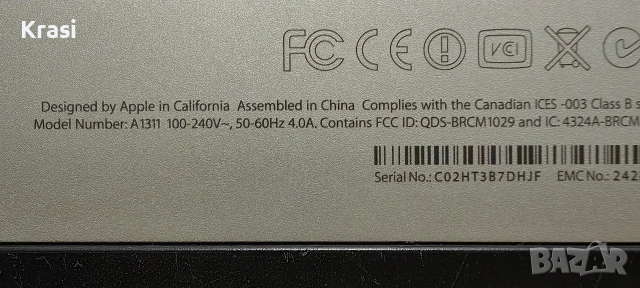 Krasi
FC CE VCI
Designed by Apple in California Assembled in China Complies with the Canadian ICES -003 Class B s
Model Number: A1311 100-240V~, 50-60Hz 4.0A. Contains FCC ID: QDS-BRCM1029 and IC: 4324A-BRCM
Serial No.: C02HT3B7DHJF EMC No.: 242
BAZAR